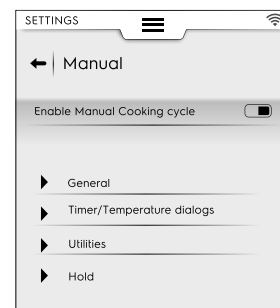 SETTINGS
Manual
Enable Manual Cooking cycle
General
Timer/Temperature dialogs
Utilities
Hold